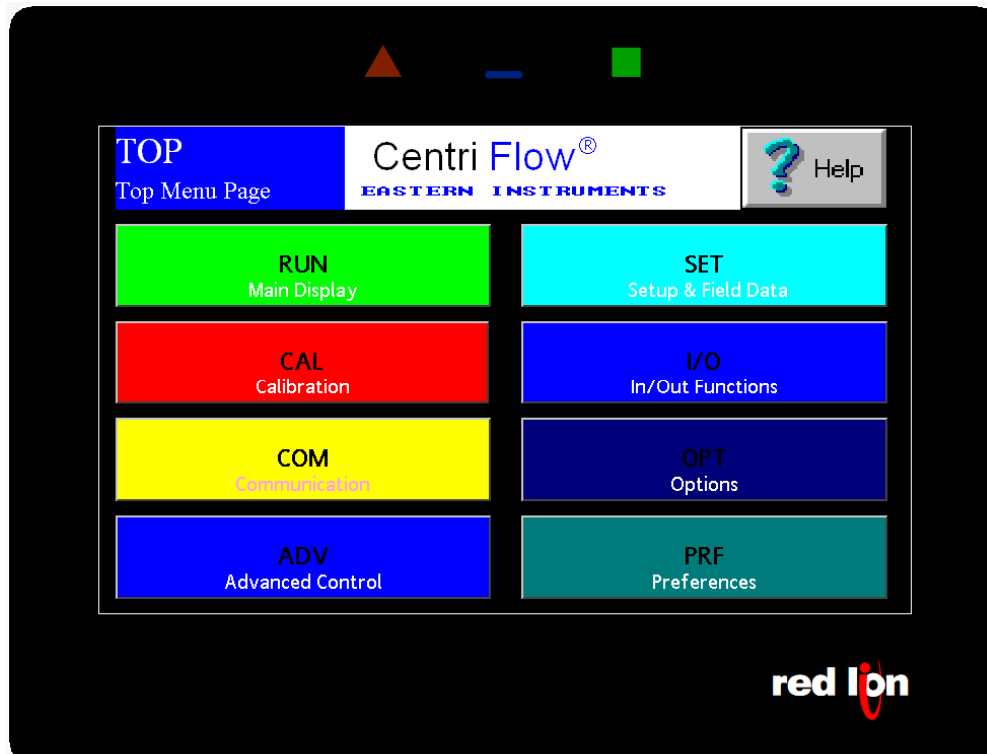 TOP
Top Menu Page
Centri Flow®
EASTERN INSTRUMENTS
? Help
RUN
Main Display
SET
Setup & Field Data
CAL
Calibration
I/O
In/Out Functions
COM
Communication
OPT
Options
ADV
Advanced Control
PRF
Preferences
red lion